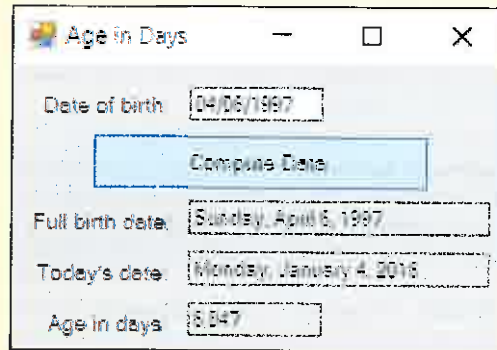 Age in Days
Date of birth: 04/06/1997
Compute Data
Full birth date: Sunday, April 6, 1997
Today's date: Monday, January 4, 2016
Age in days: 6,847